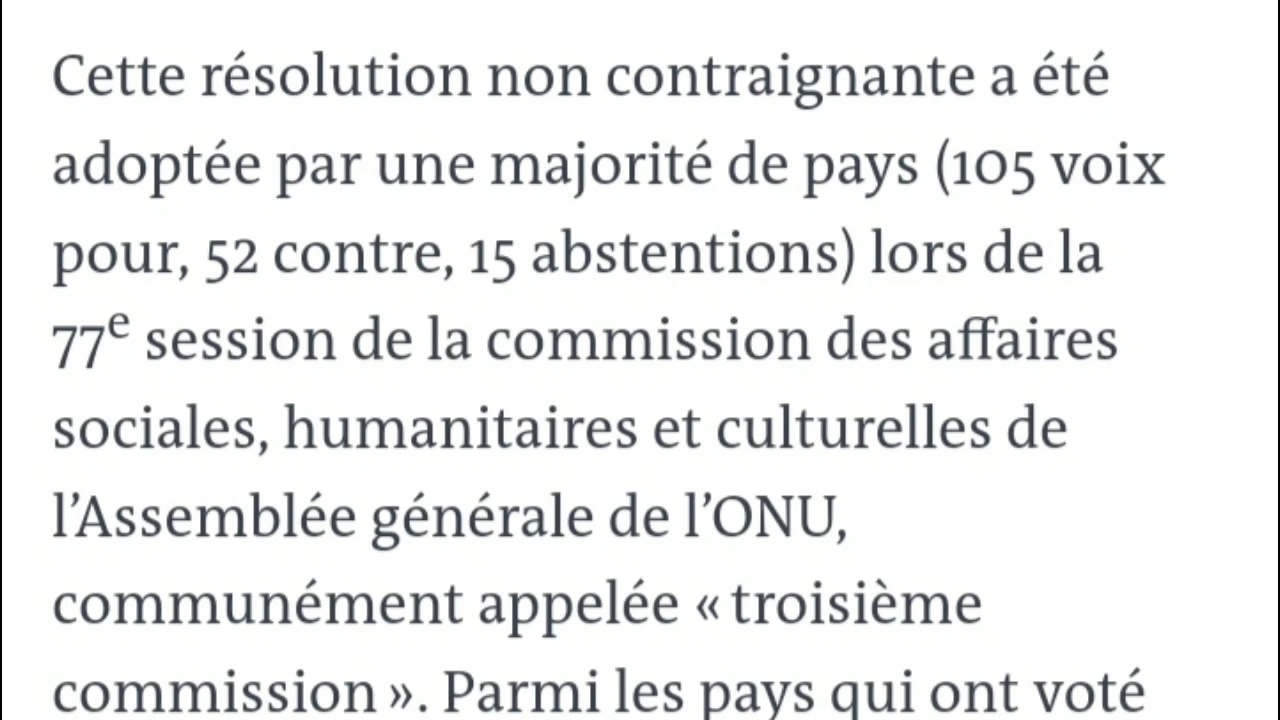 Cette résolution non contraignante a été
adoptée par une majorité de pays (105 voix
pour, 52 contre, 15 abstentions) lors de la
77e session de la commission des affaires
sociales, humanitaires et culturelles de
l’Assemblée générale de l’ONU,
communément appelée « troisième
commission ». Parmi les pays qui ont voté